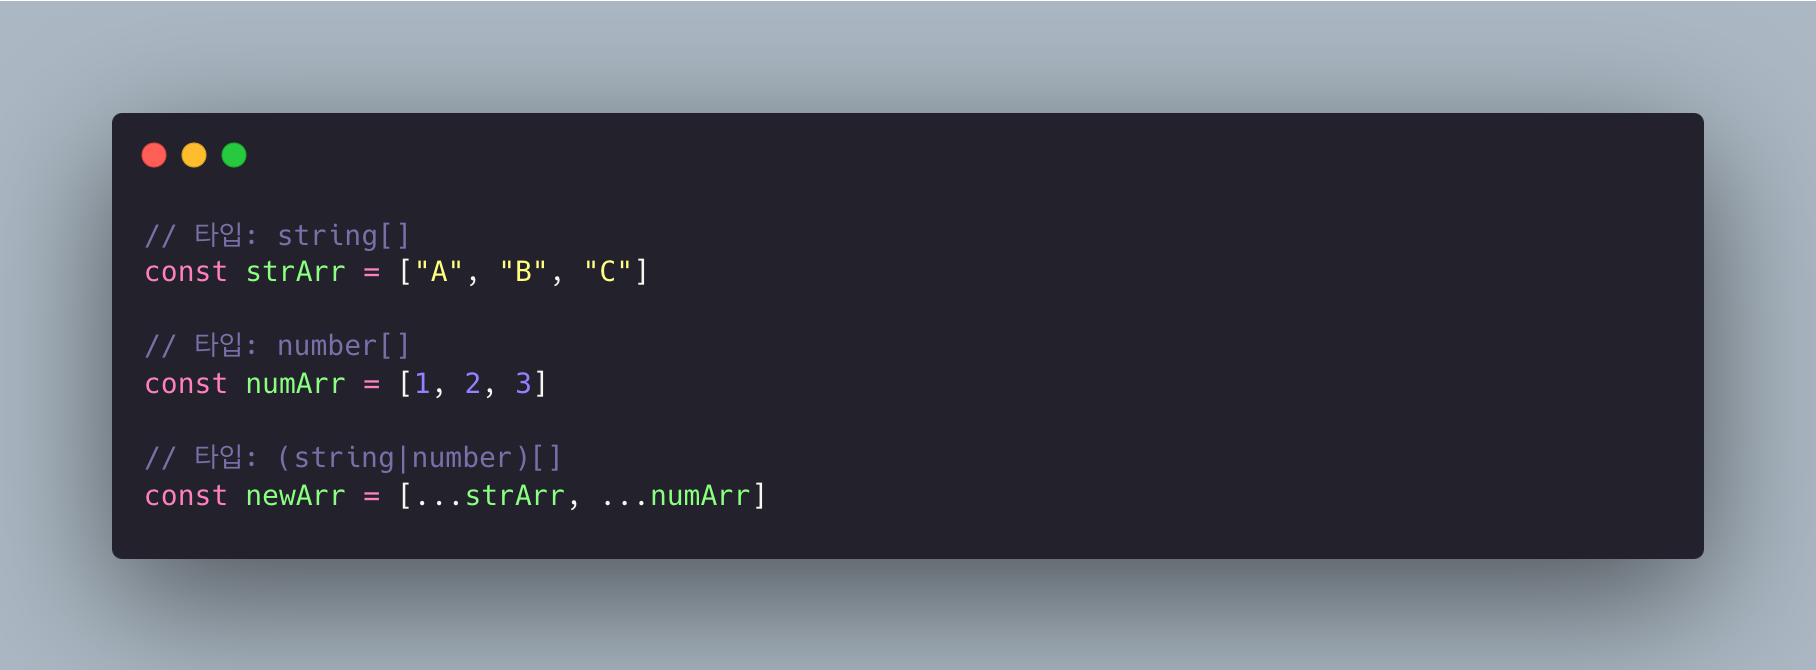 // 타입: string[]
const strArr = ["A", "B", "C"]
// 타입: number[]
const numArr = [1, 2, 3]
// 타입: (string|number)[]
const newArr = [...strArr, ...numArr]